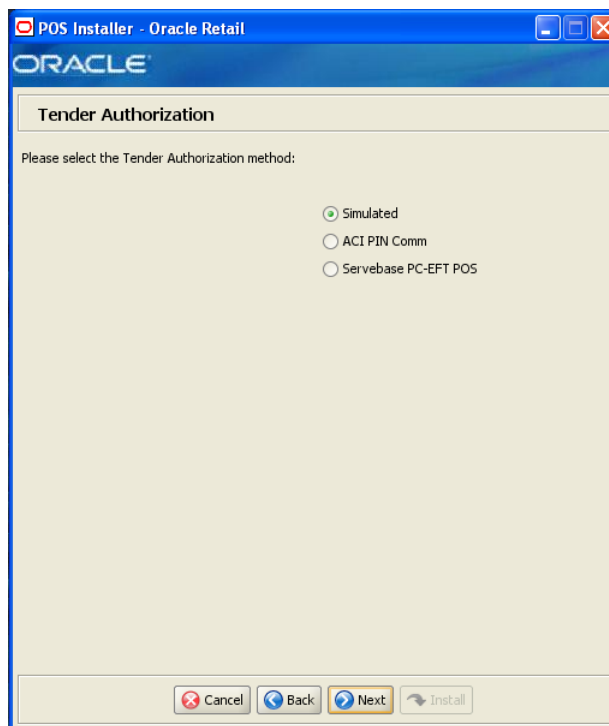 POS Installer - Oracle Retail
ORACLE
Tender Authorization
Please select the Tender Authorization method:
Simulated
ACI PIN Comm
Servebase PC-EFT POS
Cancel Back Next Install